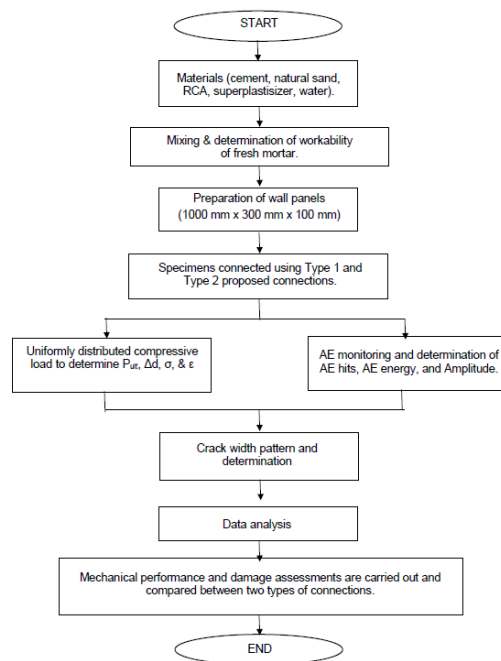 START
Materials (cement, natural sand,
RCA, superplastisizer, water).
Mixing & determination of workability
of fresh mortar.
Preparation of wall panels
(1000 mm x 300 mm x 100 mm)
Specimens connected using Type 1 and
Type 2 proposed connections.
Uniformly distributed compressive
load to determine Pult, Δd, σ, & ε
AE monitoring and determination of
AE hits, AE energy, and Amplitude.
Crack width pattern and
determination
Data analysis
Mechanical performance and damage assessments are carried out and
compared between two types of connections.
END